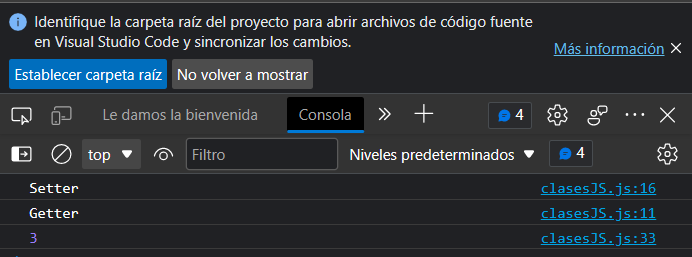 Identifique la carpeta raíz del proyecto para abrir archivos de código fuente
en Visual Studio Code y sincronizar los cambios.
Más información
Establecer carpeta raíz No volver a mostrar
Le damos la bienvenida Consola 4
top Filtro Niveles predeterminados 4
Setter clasesJS.js:16
Getter clasesJS.js:11
3 clasesJS.js:33